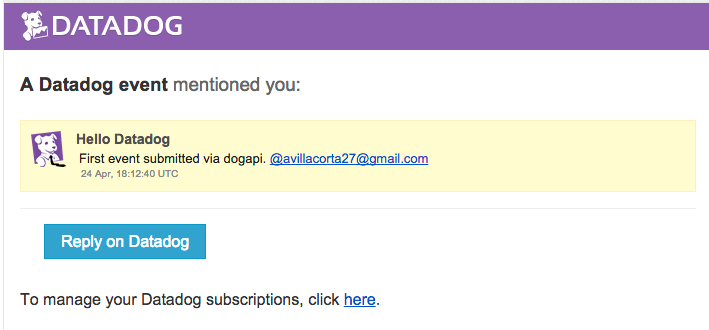 DATADOG
A Datadog event mentioned you:
Hello Datadog
First event submitted via dogapi. @avillacorta27@gmail.com
24 Apr, 18:12:40 UTC
Reply on Datadog
To manage your Datadog subscriptions, click here.